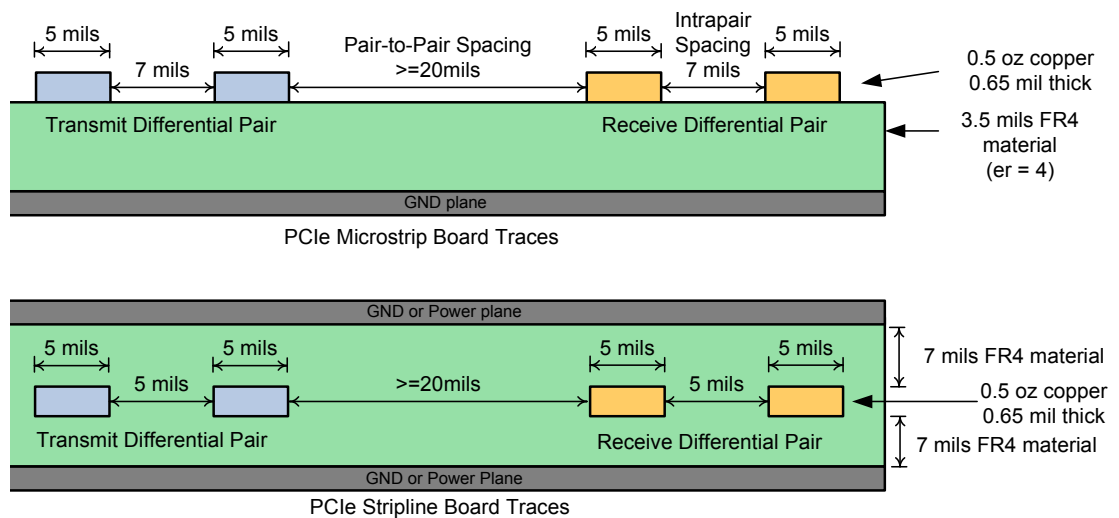 5 mils
5 mils
Pair-to-Pair Spacing
>=20mils
5 mils
Intrapair
Spacing
5 mils
7 mils
7 mils
0.5 oz copper
0.65 mil thick
Transmit Differential Pair
Receive Differential Pair
3.5 mils FR4
material
(er = 4)
GND plane
PCIe Microstrip Board Traces
GND or Power plane
5 mils
5 mils
5 mils
5 mils
7 mils FR4 material
5 mils
>=20mils
5 mils
0.5 oz copper
0.65 mil thick
Transmit Differential Pair
Receive Differential Pair
7 mils FR4 material
GND or Power Plane
PCIe Stripline Board Traces